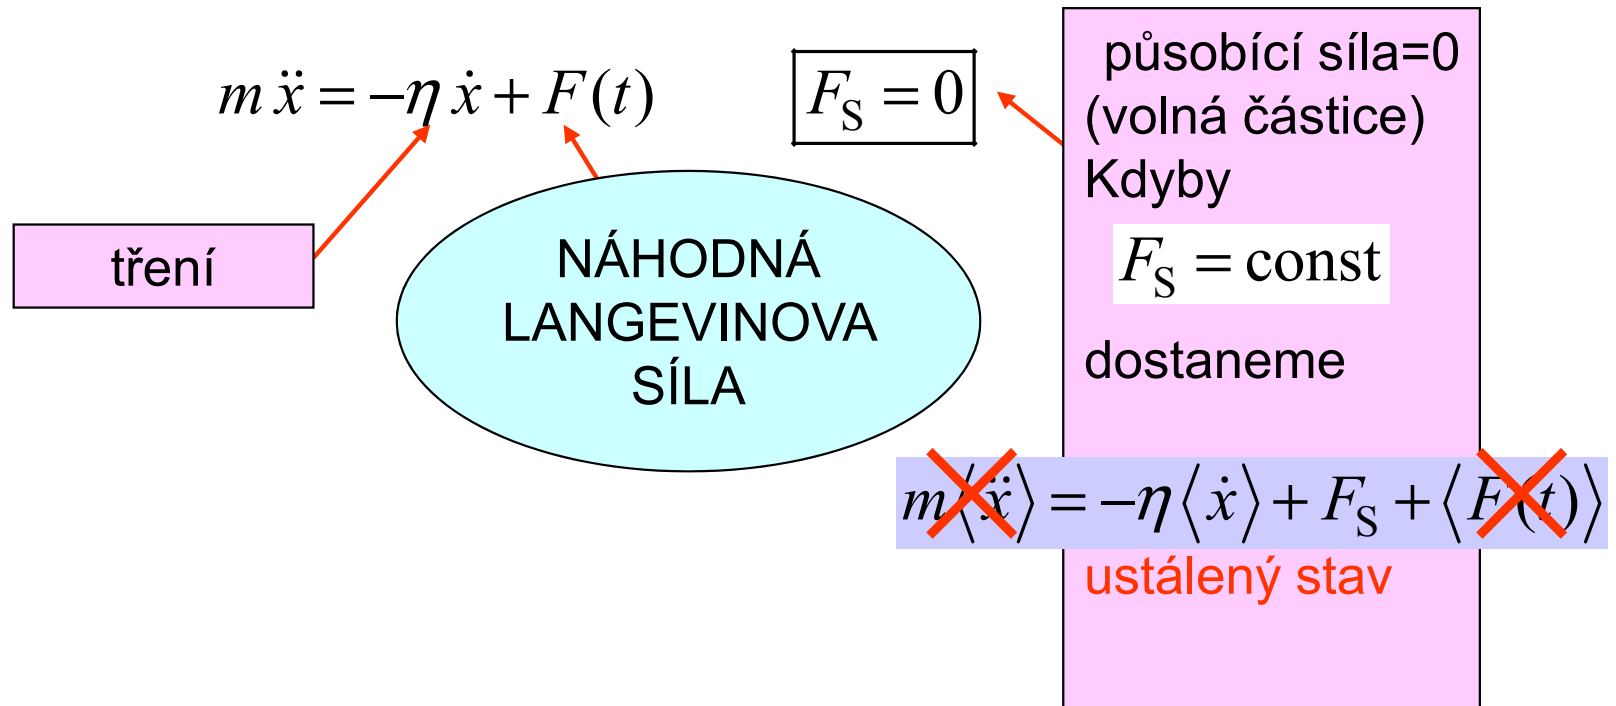 m ẍ = −η ẋ + F(t)
F_S = 0
tření
NÁHODNÁ
LANGEVINOVA
SÍLA
působící síla=0
(volná částice)
Kdyby
F_S = const
dostaneme
m⟨ẍ⟩ = −η⟨ẋ⟩ + F_S + ⟨F(t)⟩
ustálený stav